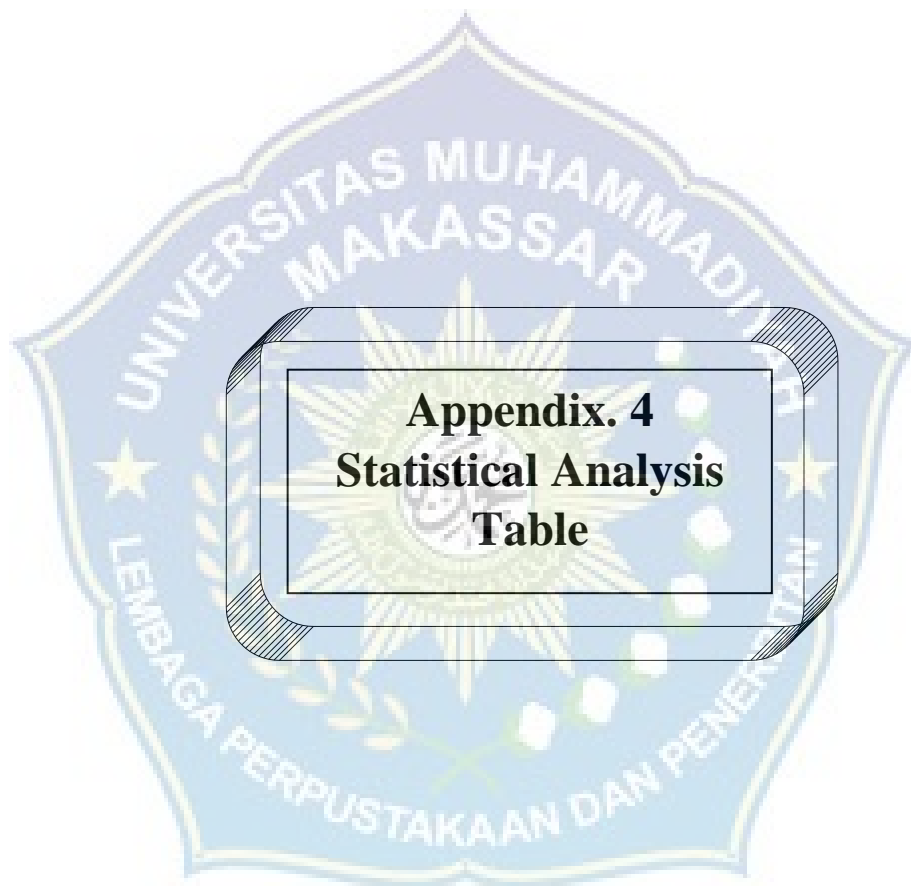 UNIVERSITAS MUHAMMADIYAH
MAKASSAR
Appendix. 4
Statistical Analysis
Table
LEMBAGA PERPUSTAKAAN DAN PENERBITAN